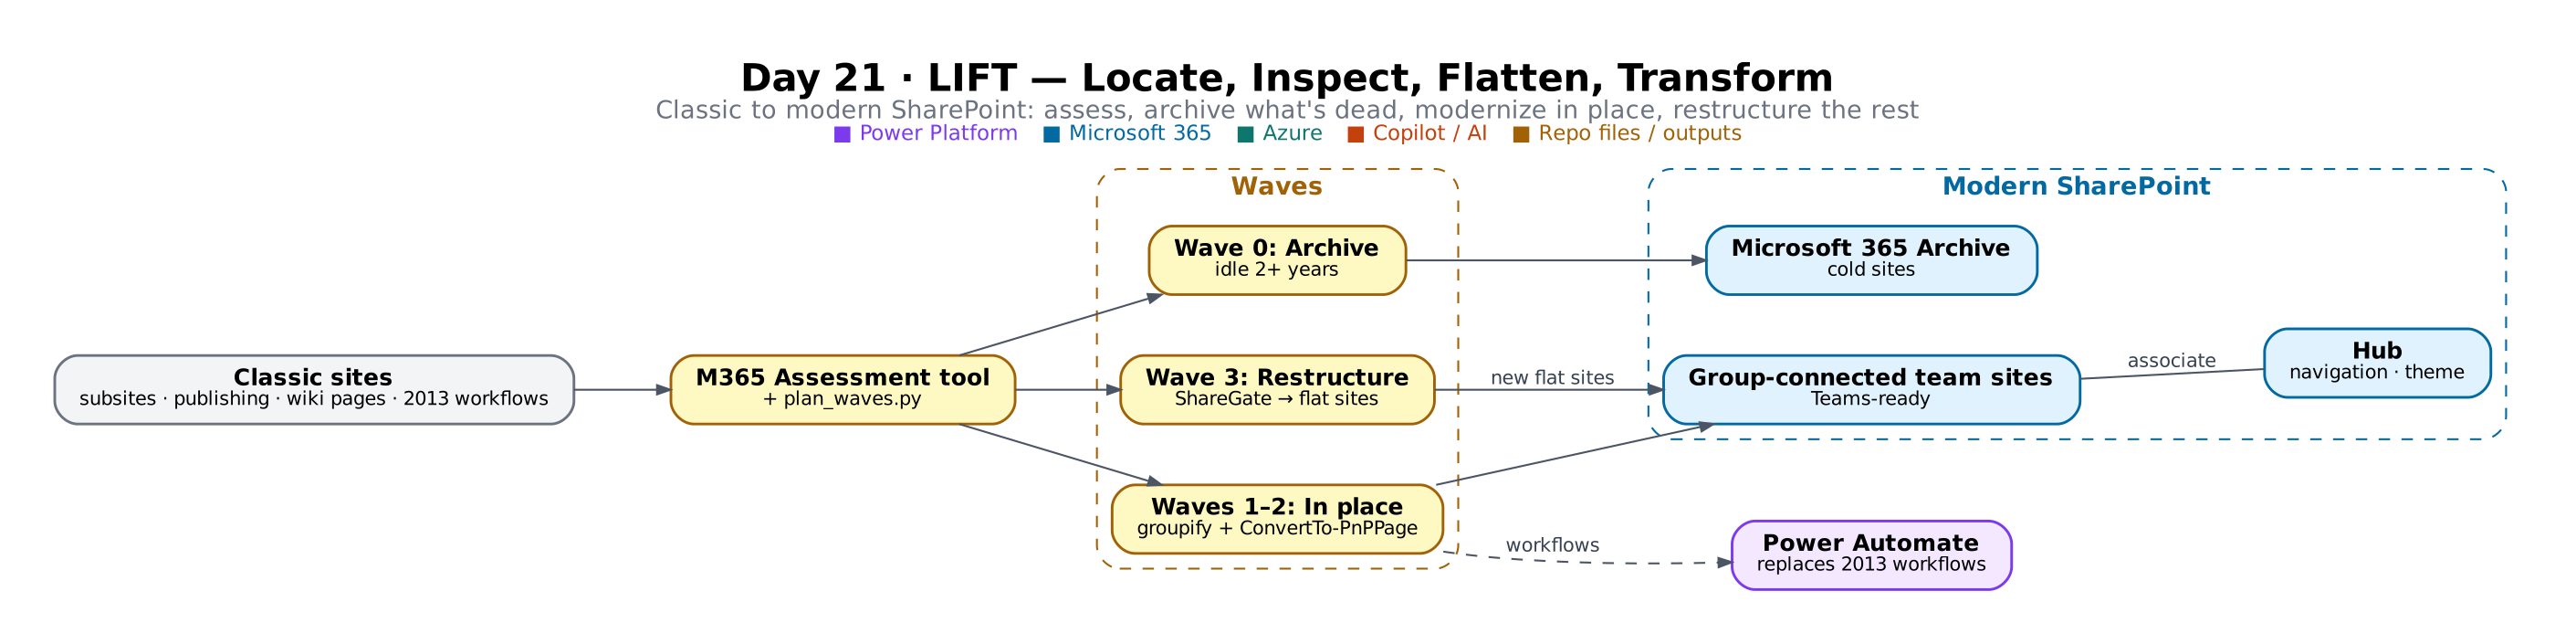 Day 21 · LIFT — Locate, Inspect, Flatten, Transform
Classic to modern SharePoint: assess, archive what's dead, modernize in place, restructure the rest
■ Power Platform ■ Microsoft 365 ■ Azure ■ Copilot / AI ■ Repo files / outputs
Classic sites
subsites · publishing · wiki pages · 2013 workflows
M365 Assessment tool
+ plan_waves.py
Waves
Wave 0: Archive
idle 2+ years
Wave 3: Restructure
ShareGate → flat sites
Waves 1–2: In place
groupify + ConvertTo-PnPPage
new flat sites
workflows
Modern SharePoint
Microsoft 365 Archive
cold sites
Group-connected team sites
Teams-ready
associate
Hub
navigation · theme
Power Automate
replaces 2013 workflows